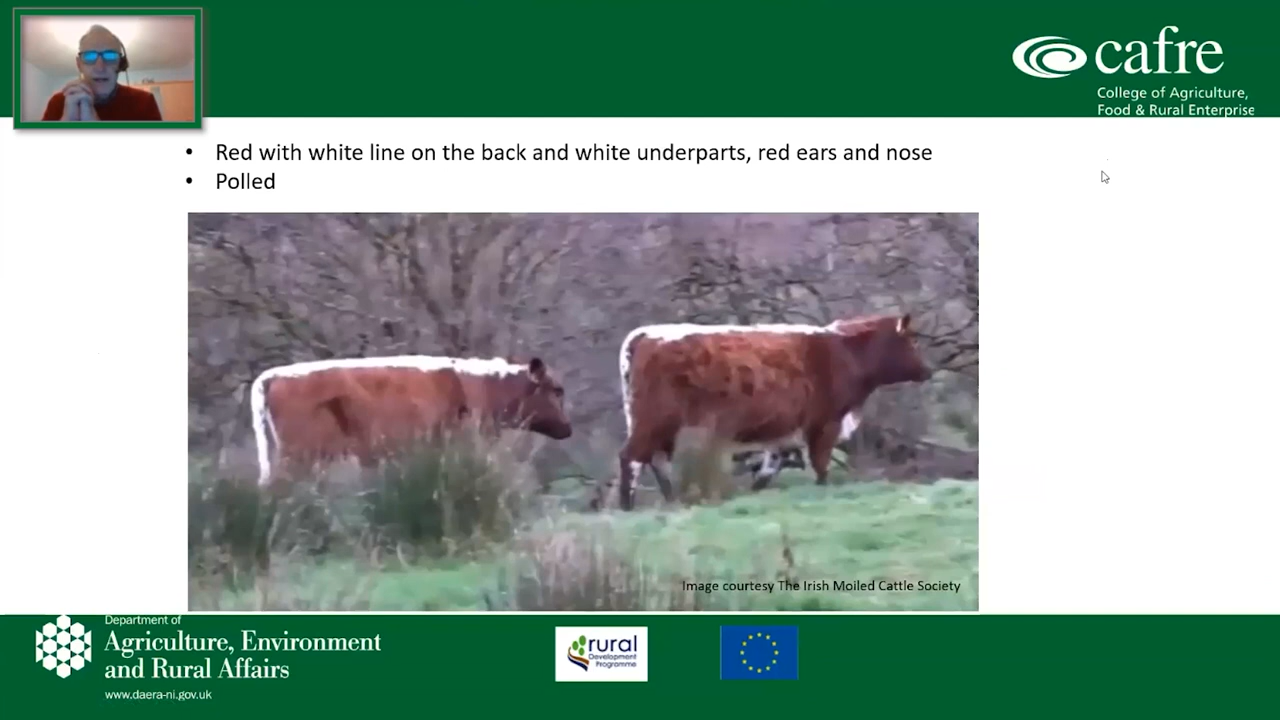 cafre
College of Agriculture,
Food & Rural Enterprise
• Red with white line on the back and white underparts, red ears and nose
• Polled
Image courtesy The Irish Moiled Cattle Society
Department of
Agriculture, Environment
and Rural Affairs
www.daera-ni.gov.uk
rural
Development
Programme